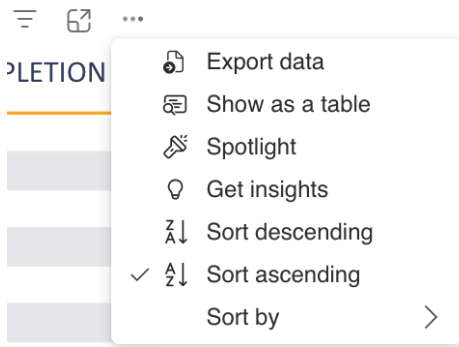 PLETION
Export data
Show as a table
Spotlight
Get insights
Sort descending
Sort ascending
Sort by